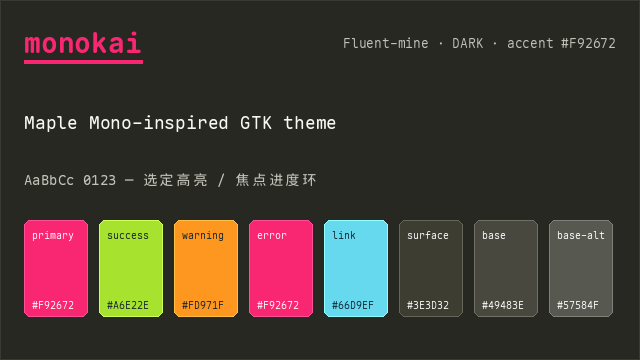 monokai
Fluent-mine · DARK · accent #F92672
Maple Mono-inspired GTK theme
AaBbCc 0123 — 选定高亮 / 焦点进度环
primary success warning error link surface base base-alt
#F92672 #A6E22E #FD971F #F92672 #66D9EF #3E3D32 #49483E #57584F